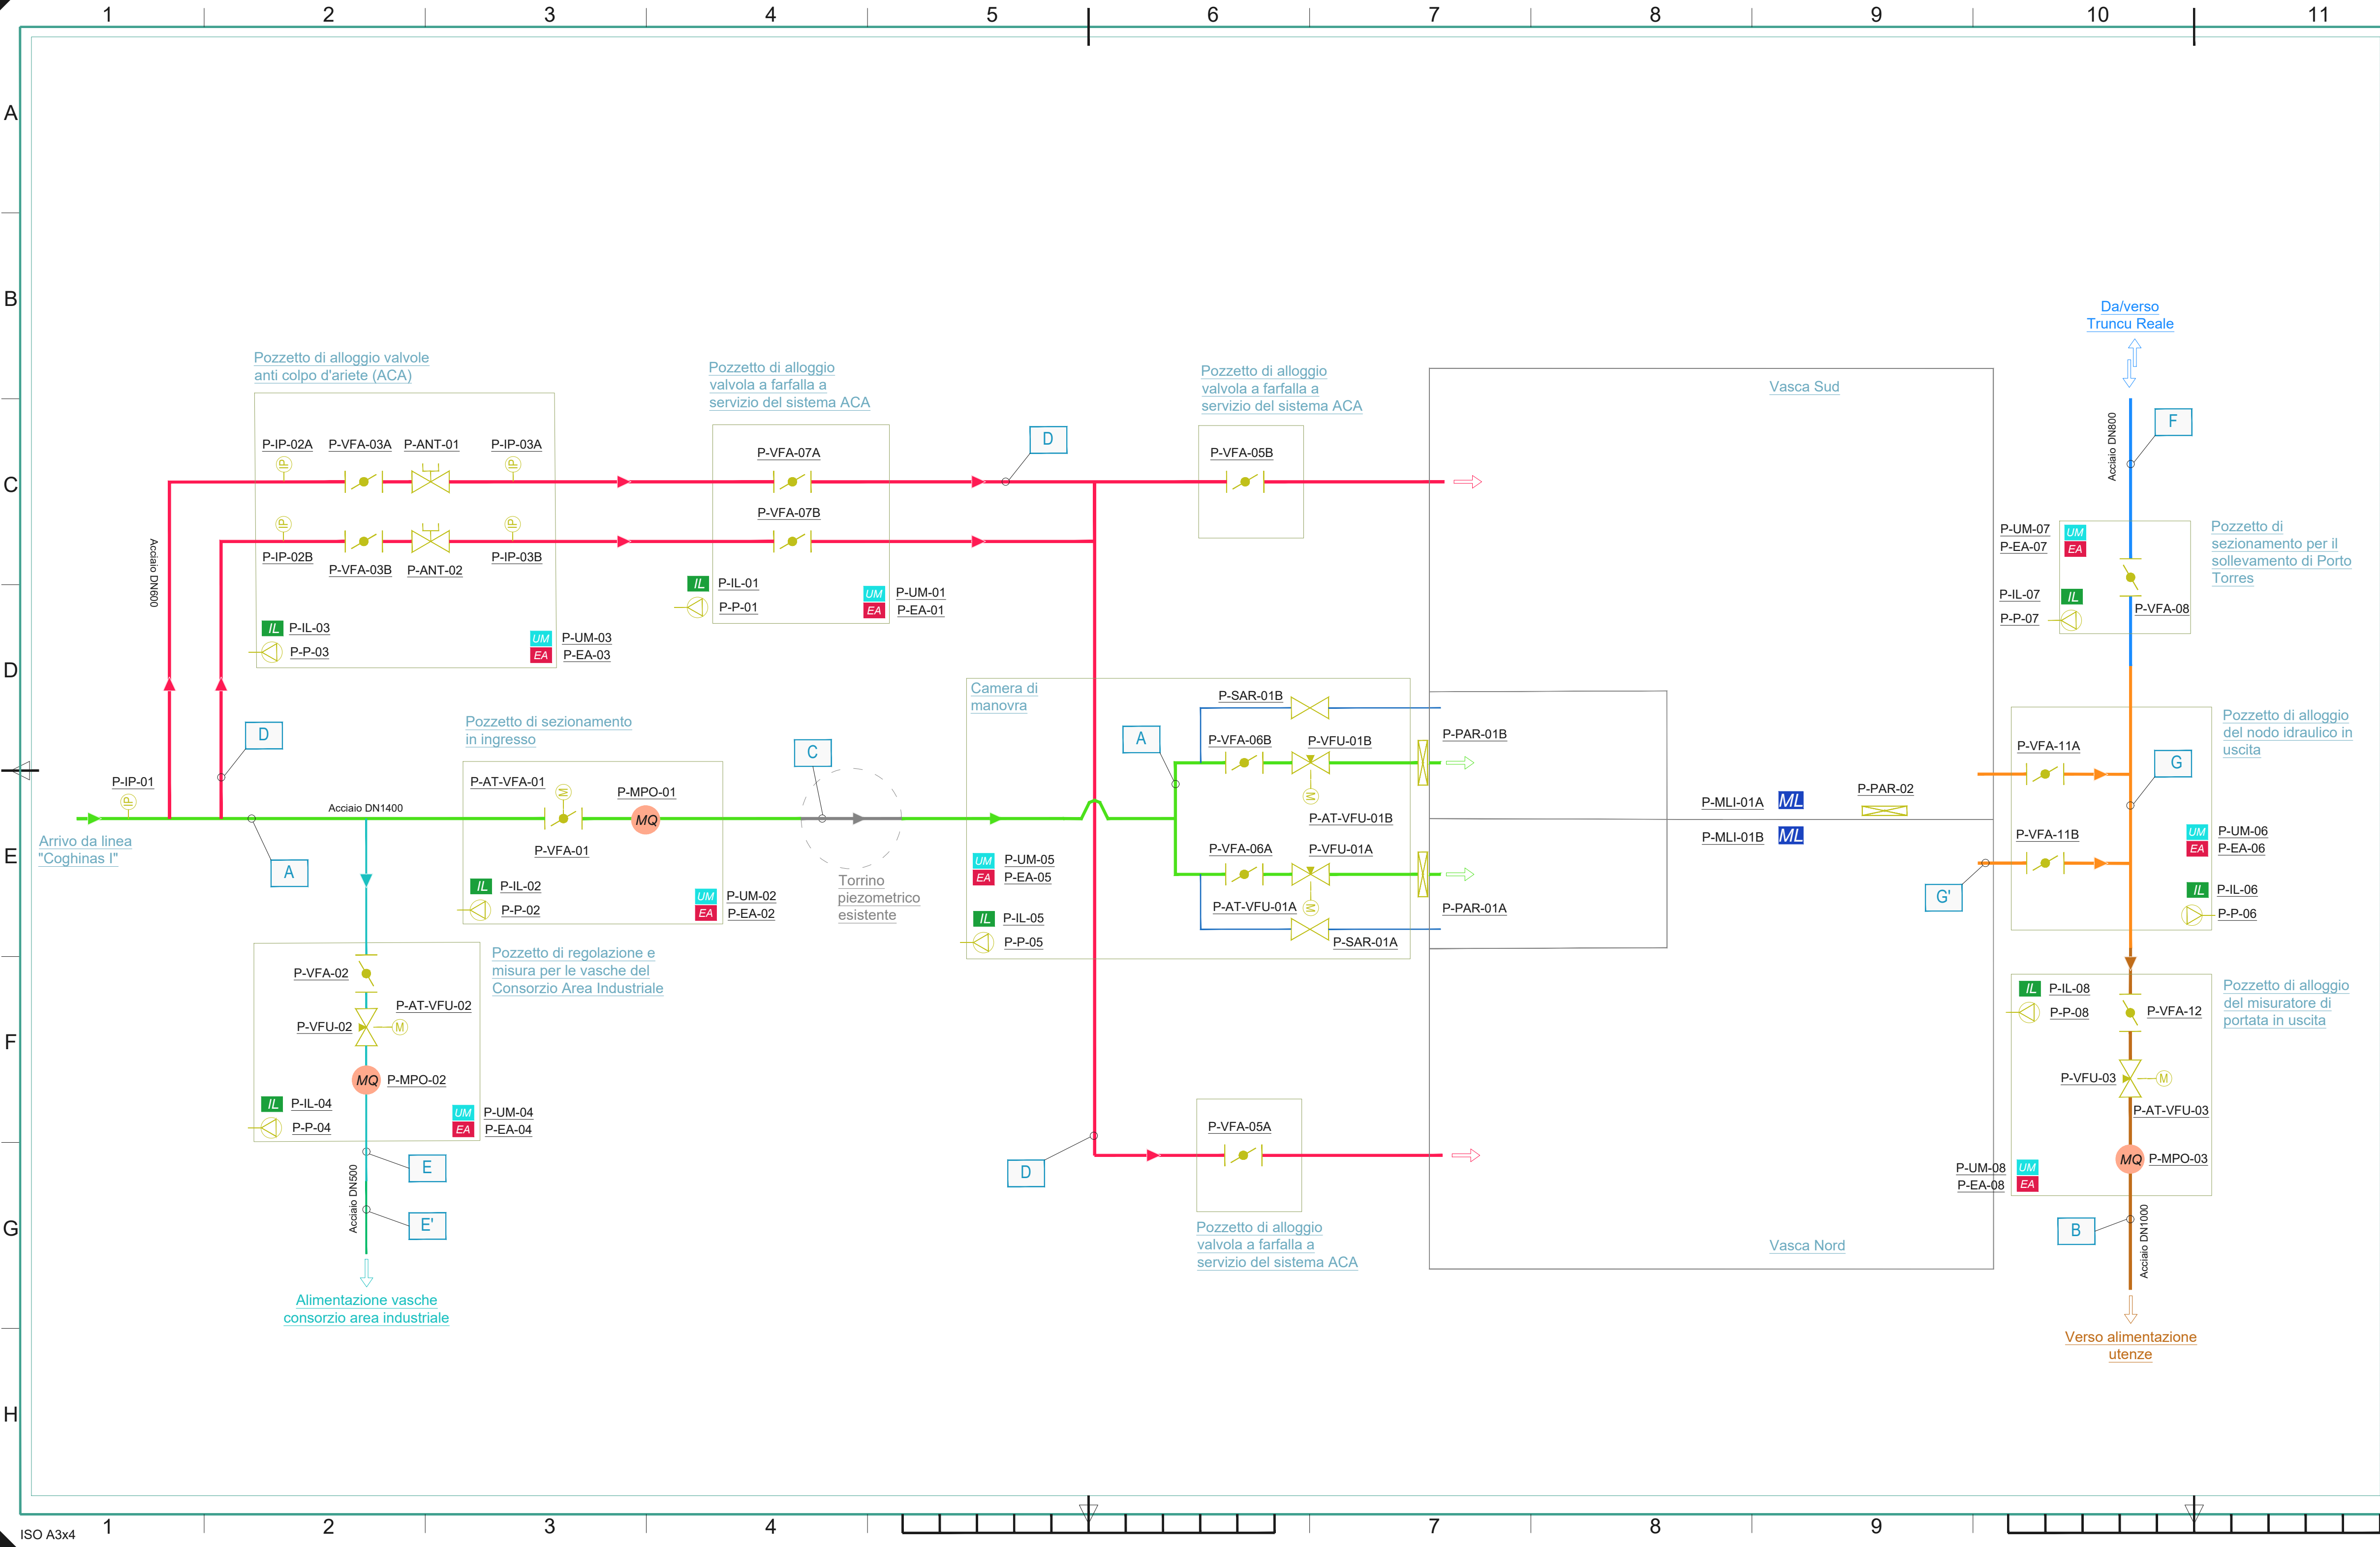 1 2 3 4 5 6 7 8 9 10 11
A
B
C
D
E
F
G
H
Da/verso
Truncu Reale
Pozzetto di alloggio valvole
anti colpo d'ariete (ACA)
Pozzetto di alloggio
valvola a farfalla a
servizio del sistema ACA
Pozzetto di alloggio
valvola a farfalla a
servizio del sistema ACA
Vasca Sud
Acciaio DN800
F
P-IP-02A
P-VFA-03A
P-ANT-01
P-IP-03A
IP
IP
P-VFA-07A
D
P-VFA-05B
P-VFA-07B
IP
IP
P-IP-02B
P-VFA-03B
P-ANT-02
P-IP-03B
Acciaio DN600
IL P-IL-03
P-P-03
UM P-UM-03
EA P-EA-03
IL P-IL-01
P-P-01
UM P-UM-01
EA P-EA-01
P-UM-07 UM
P-EA-07 EA
P-IL-07 IL
P-P-07
P-VFA-08
Pozzetto di
sezionamento per il
sollevamento di Porto
Torres
D
Pozzetto di sezionamento
in ingresso
C
Camera di
manovra
A
P-SAR-01B
P-VFA-06B
P-VFU-01B
P-PAR-01B
M
P-AT-VFU-01B
P-IP-01
IP
Acciaio DN1400
P-AT-VFA-01
M
P-MPO-01
MQ
P-VFA-01
Arrivo da linea
"Coghinas I"
A
IL P-IL-02
P-P-02
UM P-UM-02
EA P-EA-02
Torrino
piezometrico
esistente
UM P-UM-05
EA P-EA-05
IL P-IL-05
P-P-05
P-VFA-06A
P-VFU-01A
P-AT-VFU-01A
M
P-PAR-01A
P-SAR-01A
P-MLI-01A ML
P-MLI-01B ML
P-PAR-02
P-VFA-11A
G
P-VFA-11B
G'
Pozzetto di alloggio
del nodo idraulico in
uscita
UM P-UM-06
EA P-EA-06
IL P-IL-06
P-P-06
P-VFA-02
P-AT-VFU-02
P-VFU-02
M
MQ P-MPO-02
IL P-IL-04
P-P-04
UM P-UM-04
EA P-EA-04
Pozzetto di regolazione e
misura per le vasche del
Consorzio Area Industriale
E
Acciaio DN500
E'
Alimentazione vasche
consorzio area industriale
D
P-VFA-05A
Pozzetto di alloggio
valvola a farfalla a
servizio del sistema ACA
Vasca Nord
IL P-IL-08
P-P-08
P-VFA-12
P-VFU-03
M
P-AT-VFU-03
MQ P-MPO-03
P-UM-08 UM
P-EA-08 EA
Pozzetto di alloggio
del misuratore di
portata in uscita
B
Acciaio DN1000
Verso alimentazione
utenze
ISO A3x4
1 2 3 4 5 6 7 8 9 10 11